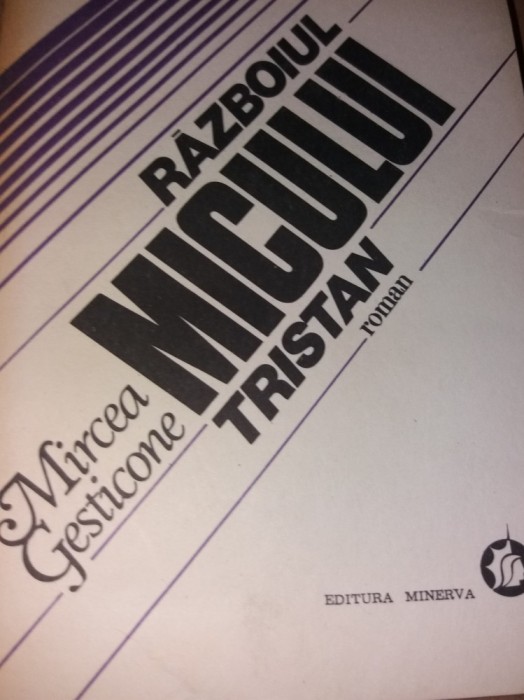 RĂZBOIUL
MICULUI
TRISTAN
roman
Mircea
Gesticone
EDITURA MINERVA